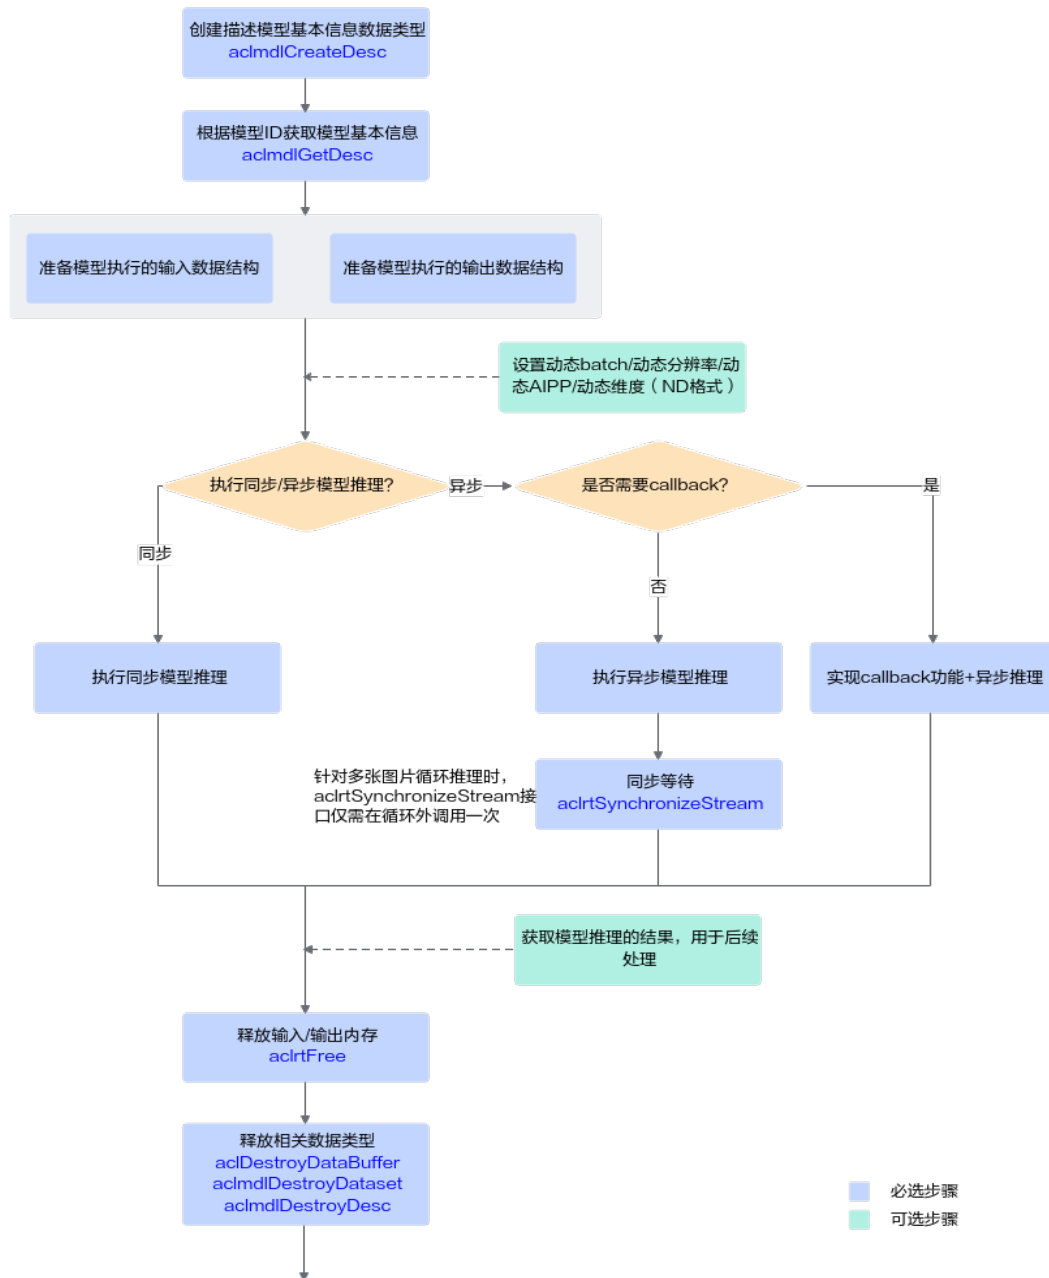 创建描述模型基本信息数据类型
aclmdlCreateDesc
根据模型ID获取模型基本信息
aclmdlGetDesc
准备模型执行的输入数据结构
准备模型执行的输出数据结构
设置动态batch/动态分辨率/动
态AIPP/动态维度（ND格式）
执行同步/异步模型推理?
异步
是否需要callback?
是
同步
否
执行同步模型推理
执行异步模型推理
实现callback功能+异步推理
针对多张图片循环推理时，
aclrtSynchronizeStream接
口仅需在循环外调用一次
同步等待
aclrtSynchronizeStream
获取模型推理的结果，用于后续
处理
释放输入/输出内存
aclrtFree
释放相关数据类型
aclDestroyDataBuffer
aclmdlDestroyDataset
aclmdlDestroyDesc
必选步骤
可选步骤